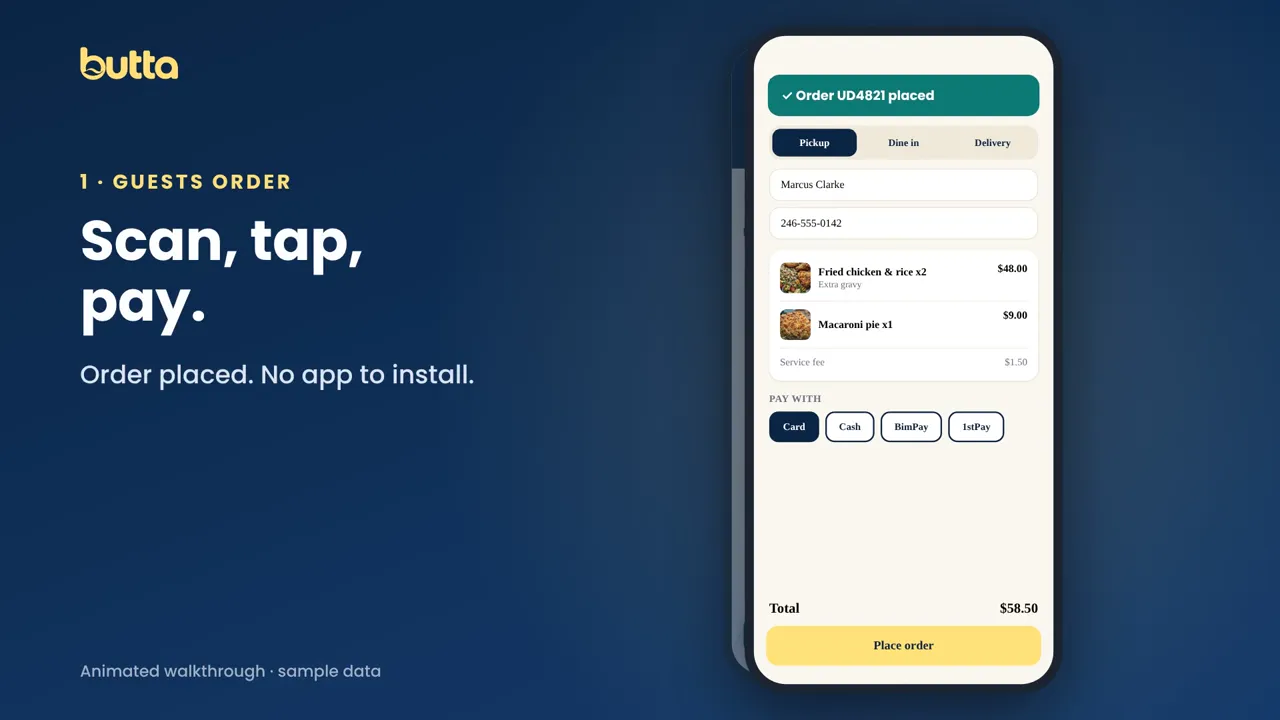 butta
1 · GUESTS ORDER
Scan, tap,
pay.
Order placed. No app to install.
Animated walkthrough · sample data
✓ Order UD4821 placed
Pickup Dine in Delivery
Marcus Clarke
246-555-0142
Fried chicken & rice x2 $48.00
Extra gravy
Macaroni pie x1 $9.00
Service fee $1.50
PAY WITH
Card Cash BimPay 1stPay
Total $58.50
Place order